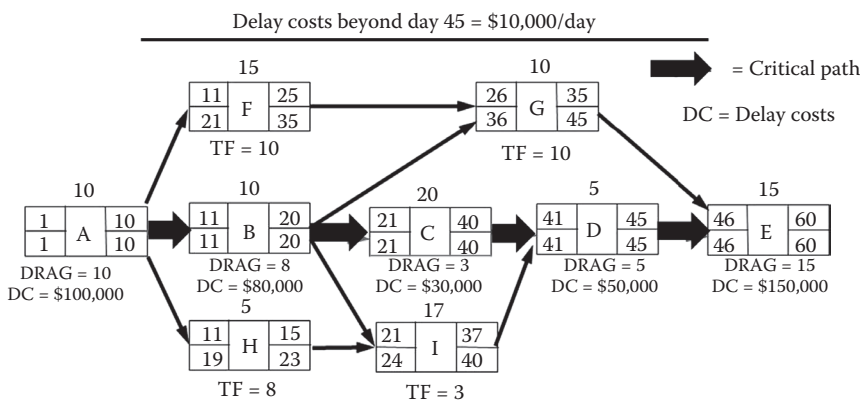 Delay costs beyond day 45 = $10,000/day
= Critical path
DC = Delay costs
15
11 F 25
21 35
TF = 10
10
26 G 35
36 45
TF = 10
10
1 A 10
1 10
DRAG = 10
DC = $100,000
10
11 B 20
11 20
DRAG = 8
DC = $80,000
20
21 C 40
21 40
DRAG = 3
DC = $30,000
5
41 D 45
41 45
DRAG = 5
DC = $50,000
15
46 E 60
46 60
DRAG = 15
DC = $150,000
5
11 H 15
19 23
TF = 8
17
21 I 37
24 40
TF = 3